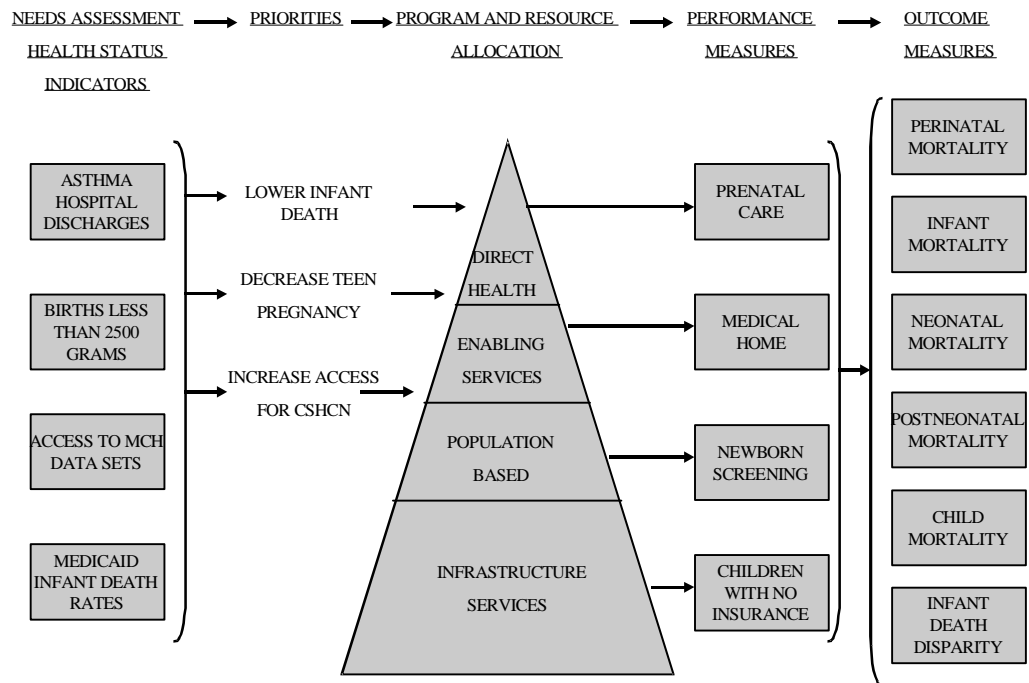 NEEDS ASSESSMENT
HEALTH STATUS
INDICATORS
PRIORITIES
PROGRAM AND RESOURCE
ALLOCATION
PERFORMANCE
MEASURES
OUTCOME
MEASURES
ASTHMA
HOSPITAL
DISCHARGES
BIRTHS LESS
THAN 2500
GRAMS
ACCESS TO MCH
DATA SETS
MEDICAID
INFANT DEATH
RATES
LOWER INFANT
DEATH
DECREASE TEEN
PREGNANCY
INCREASE ACCESS
FOR CSHCN
DIRECT
HEALTH
ENABLING
SERVICES
POPULATION
BASED
INFRASTRUCTURE
SERVICES
PRENATAL
CARE
MEDICAL
HOME
NEWBORN
SCREENING
CHILDREN
WITH NO
INSURANCE
PERINATAL
MORTALITY
INFANT
MORTALITY
NEONATAL
MORTALITY
POSTNEONATAL
MORTALITY
CHILD
MORTALITY
INFANT
DEATH
DISPARITY